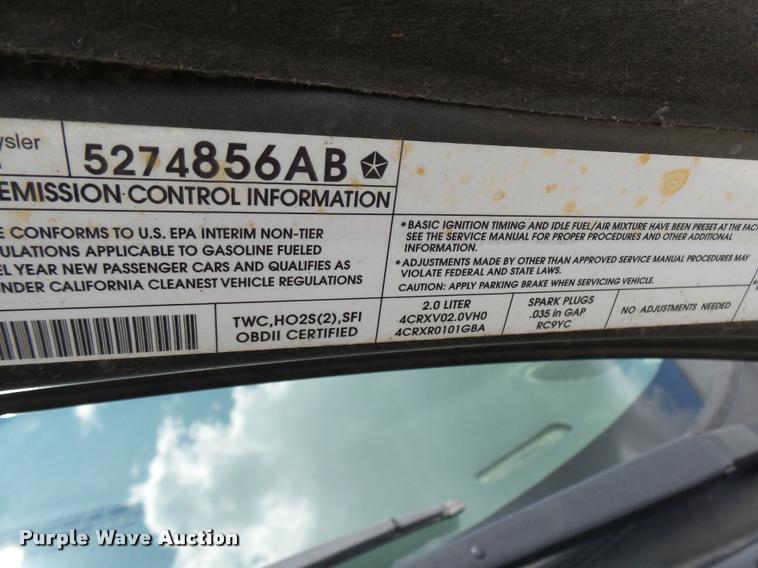 5274856AB
EMISSION CONTROL INFORMATION
CONFORMS TO U.S. EPA INTERIM NON-TIER
APPLICABLE TO GASOLINE FUELED
YEAR NEW PASSENGER CARS AND QUALIFIES AS
UNDER CALIFORNIA CLEANEST VEHICLE REGULATIONS
* BASIC IGNITION TIMING AND IDLE FUEL/AIR MIXTURE HAVE BEEN PRESET AT THE
SEE THE SERVICE MANUAL FOR PROPER PROCEDURES AND OTHER ADDITIONAL
INFORMATION.
* ADJUSTMENTS MADE BY OTHER THAN APPROVED SERVICE MANUAL PROCEDURES MAY
VIOLATE FEDERAL AND STATE LAWS.
CAUTION: APPLY PARKING BRAKE WHEN SERVICING VEHICLE.
TWC,HO2S(2),SFI
OBDII CERTIFIED
2.0 LITER
4CRXV02.0VH0
4CRXR0101GBA
SPARK PLUGS
.035 in GAP
RC9YC
NO ADJUSTMENTS NEEDED
Purple Wave Auction